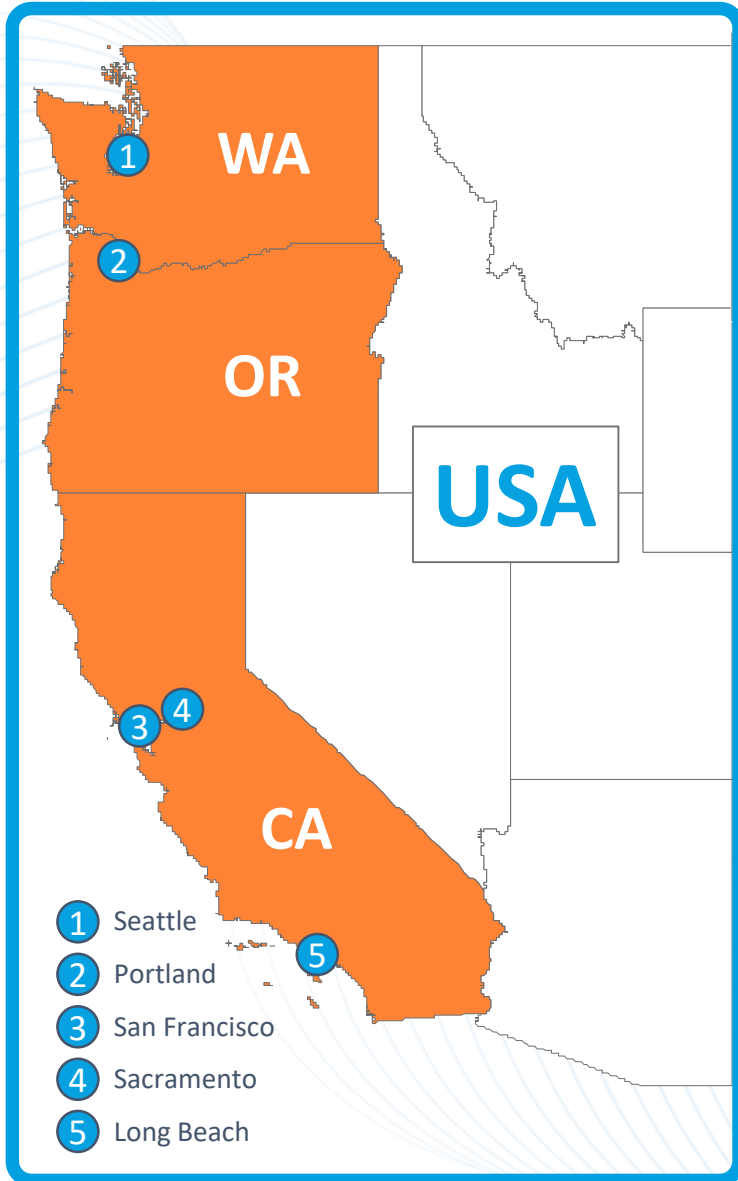 WA
1
2
OR
USA
4
3
CA
5
1 Seattle
2 Portland
3 San Francisco
4 Sacramento
5 Long Beach